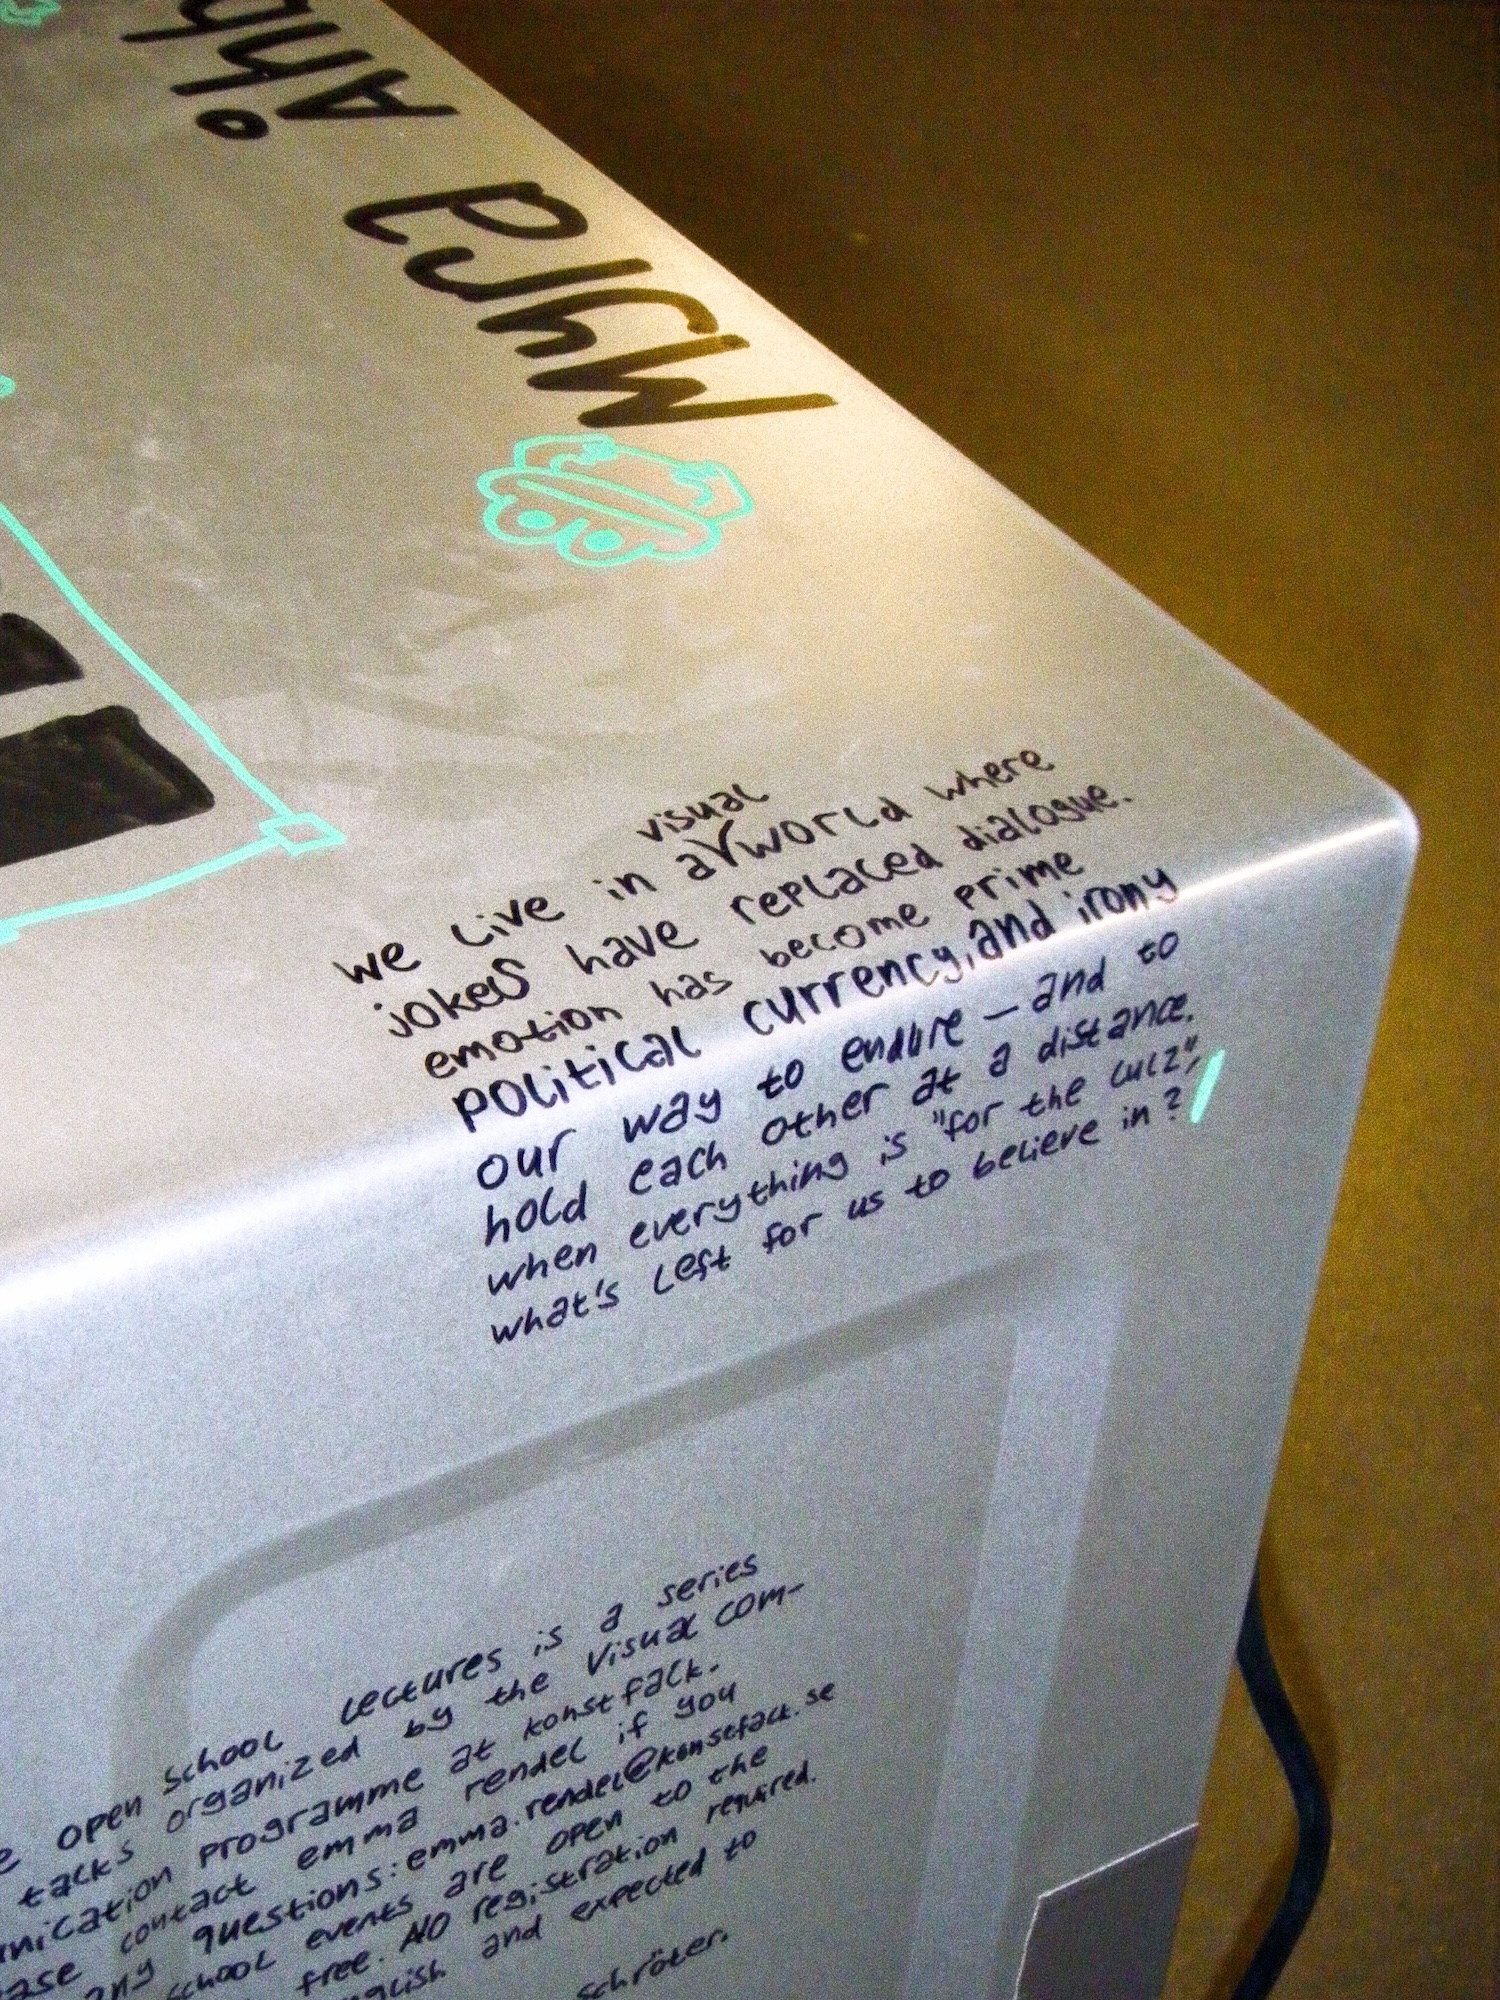 Myra Ahb
we live in a visual world where
jokes have replaced dialogue.
emotion has become prime
political currency, and irony
our way to endure — and to
hold each other at a distance.
when everything is "for the lulz",
what's left for us to believe in?
open school lectures is a series
talks organized by the visual com-
programme at konstfack.
contact emma rendel if you
any questions: emma.rendel@konstfack.se
school events are open to the
free. NO registration required.
and expected to
schröter.